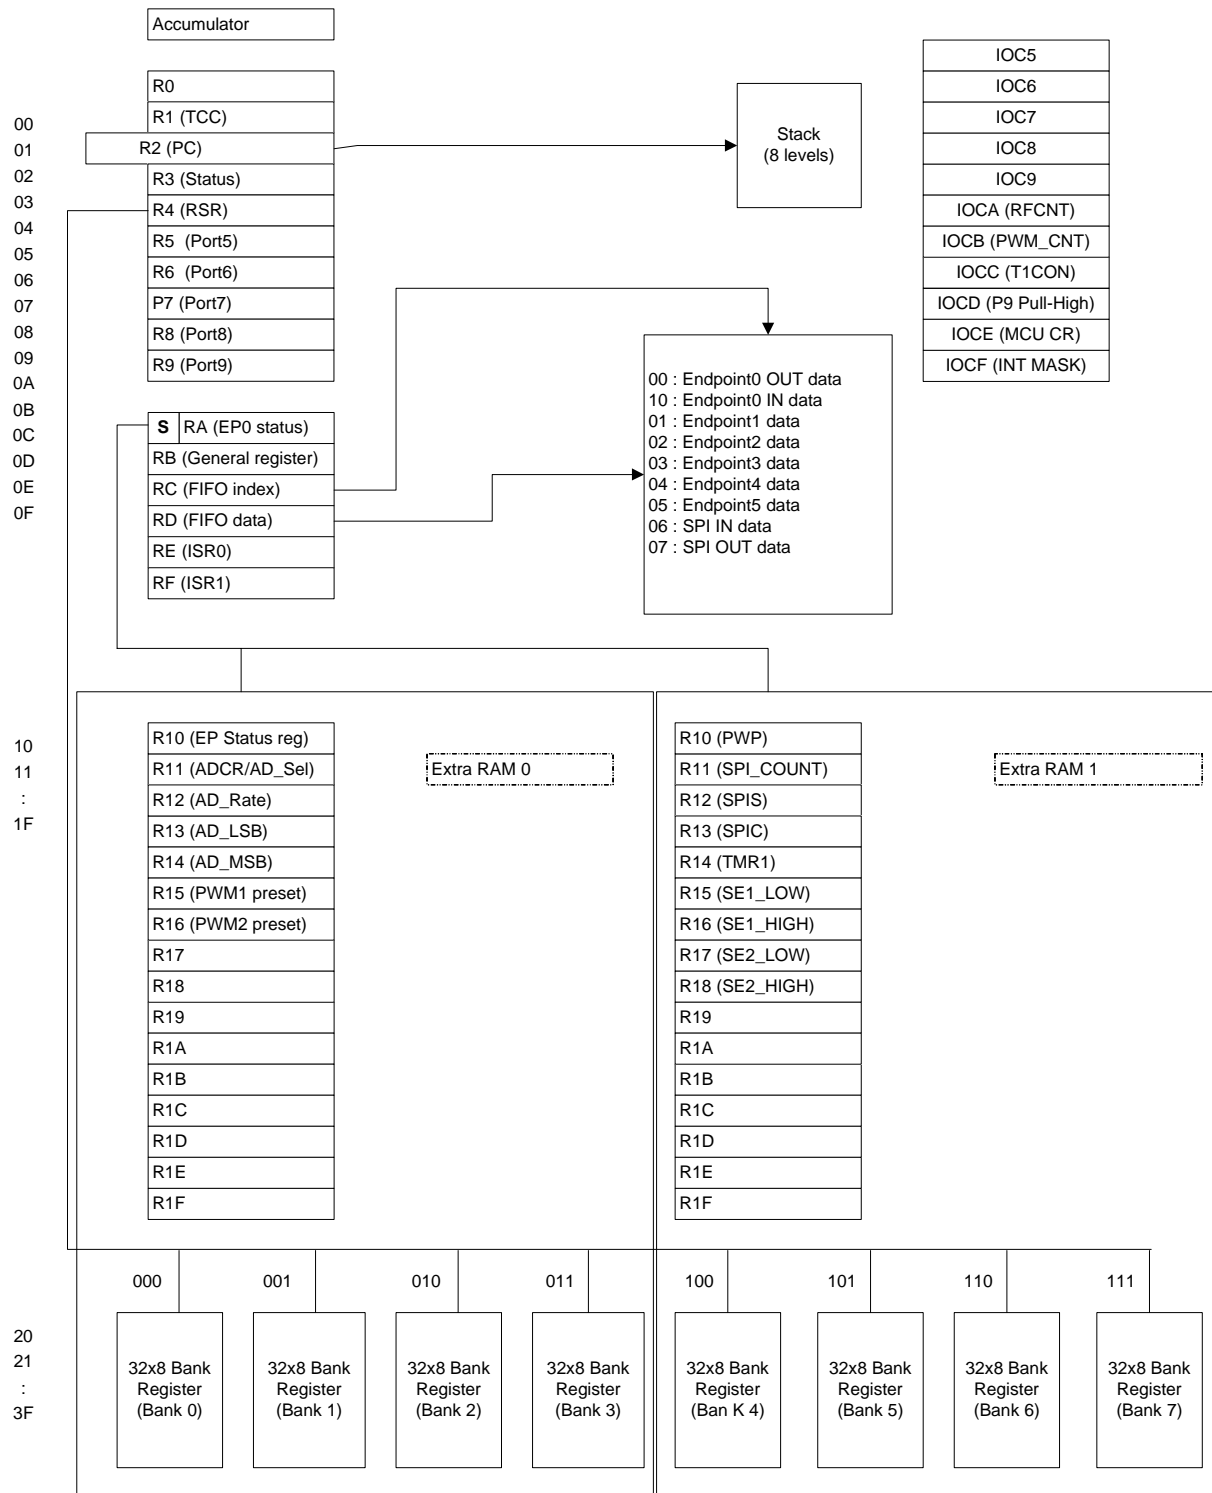 Accumulator
R0
R1 (TCC)
R2 (PC)
R3 (Status)
R4 (RSR)
R5  (Port5)
R6  (Port6)
P7 (Port7)
R8 (Port8)
R9 (Port9)
00
01
02
03
04
05
06
07
08
09
0A
0B
0C
0D
0E
0F
S
RA (EP0 status)
RB (General register)
RC (FIFO index)
RD (FIFO data)
RE (ISR0)
RF (ISR1)
Stack
(8 levels)
00 : Endpoint0 OUT data
10 : Endpoint0 IN data
01 : Endpoint1 data
02 : Endpoint2 data
03 : Endpoint3 data
04 : Endpoint4 data
05 : Endpoint5 data
06 : SPI IN data
07 : SPI OUT data
IOC5
IOC6
IOC7
IOC8
IOC9
IOCA (RFCNT)
IOCB (PWM_CNT)
IOCC (T1CON)
IOCD (P9 Pull-High)
IOCE (MCU CR)
IOCF (INT MASK)
10
11
:
1F
R10 (EP Status reg)
R11 (ADCR/AD_Sel)
R12 (AD_Rate)
R13 (AD_LSB)
R14 (AD_MSB)
R15 (PWM1 preset)
R16 (PWM2 preset)
R17
R18
R19
R1A
R1B
R1C
R1D
R1E
R1F
Extra RAM 0
R10 (PWP)
R11 (SPI_COUNT)
R12 (SPIS)
R13 (SPIC)
R14 (TMR1)
R15 (SE1_LOW)
R16 (SE1_HIGH)
R17 (SE2_LOW)
R18 (SE2_HIGH)
R19
R1A
R1B
R1C
R1D
R1E
R1F
Extra RAM 1
000
001
010
011
100
101
110
111
20
21
:
3F
32x8 Bank
Register
(Bank 0)
32x8 Bank
Register
(Bank 1)
32x8 Bank
Register
(Bank 2)
32x8 Bank
Register
(Bank 3)
32x8 Bank
Register
(Ban K 4)
32x8 Bank
Register
(Bank 5)
32x8 Bank
Register
(Bank 6)
32x8 Bank
Register
(Bank 7)